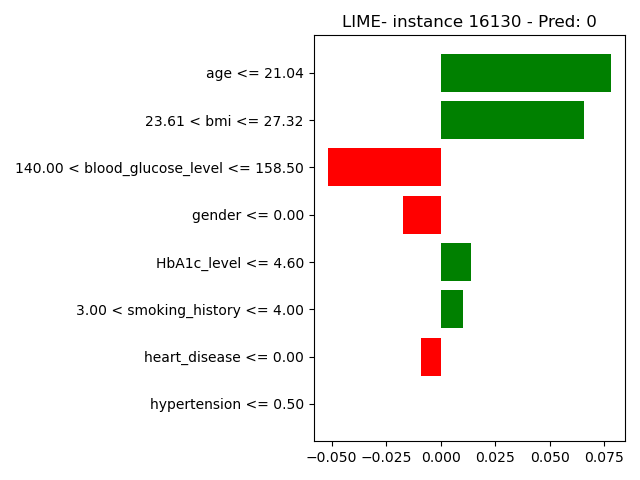 LIME- instance 16130 - Pred: 0
age <= 21.04
23.61 < bmi <= 27.32
140.00 < blood_glucose_level <= 158.50
gender <= 0.00
HbA1c_level <= 4.60
3.00 < smoking_history <= 4.00
heart_disease <= 0.00
hypertension <= 0.50
−0.050 −0.025 0.000 0.025 0.050 0.075